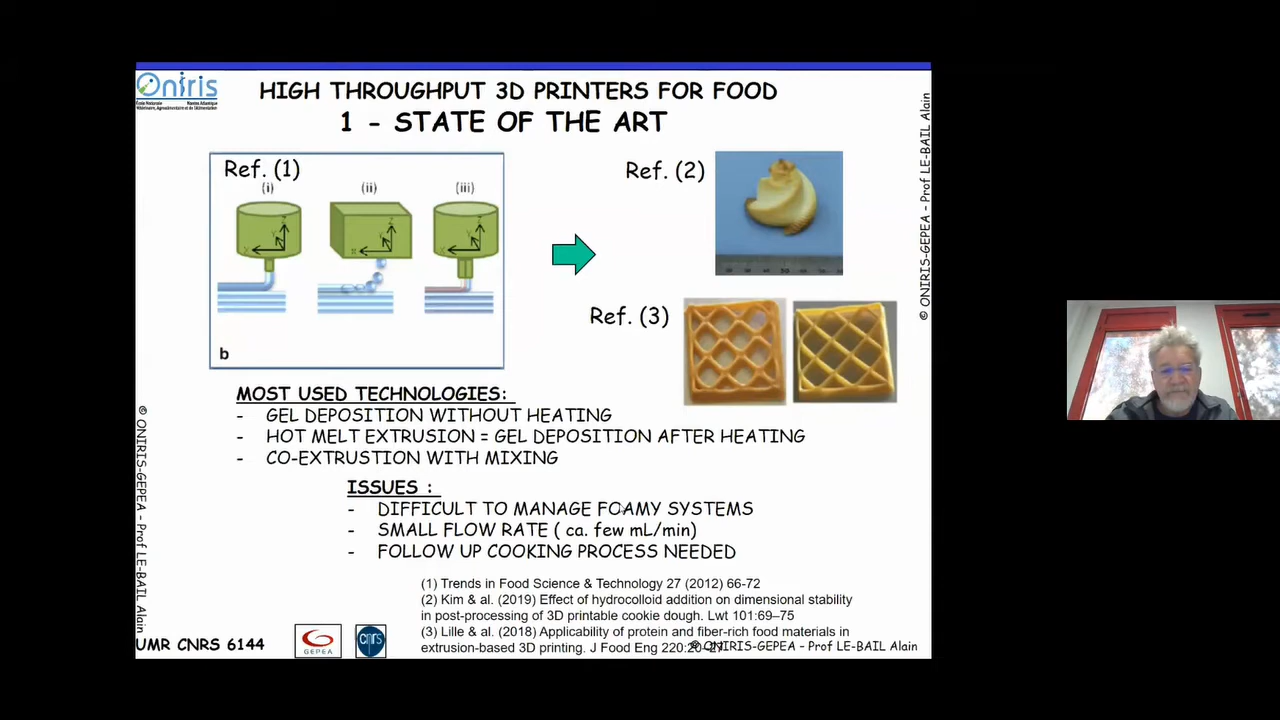 Oniris
HIGH THROUGHPUT 3D PRINTERS FOR FOOD
1 - STATE OF THE ART
Ref. (1)
(i)
(ii)
(iii)
Z
Y
X
Z
Y
X
Z
Y
X
b
Ref. (2)
Ref. (3)
MOST USED TECHNOLOGIES:
- GEL DEPOSITION WITHOUT HEATING
- HOT MELT EXTRUSION = GEL DEPOSITION AFTER HEATING
- CO-EXTRUSTION WITH MIXING
ISSUES :
- DIFFICULT TO MANAGE FOAMY SYSTEMS
- SMALL FLOW RATE ( ca. few mL/min)
- FOLLOW UP COOKING PROCESS NEEDED
(1) Trends in Food Science & Technology 27 (2012) 66-72
(2) Kim & al. (2019) Effect of hydrocolloid addition on dimensional stability
in post-processing of 3D printable cookie dough. Lwt 101:69–75
(3) Lille & al. (2018) Applicability of protein and fiber-rich food materials in
extrusion-based 3D printing. J Food Eng 220:20-27
© ONIRIS-GEPEA - Prof LE-BAIL Alain
UMR CNRS 6144
GEPEA
cnrs
© ONIRIS-GEPEA - Prof LE-BAIL Alain
© ONIRIS-GEPEA - Prof LE-BAIL Alain